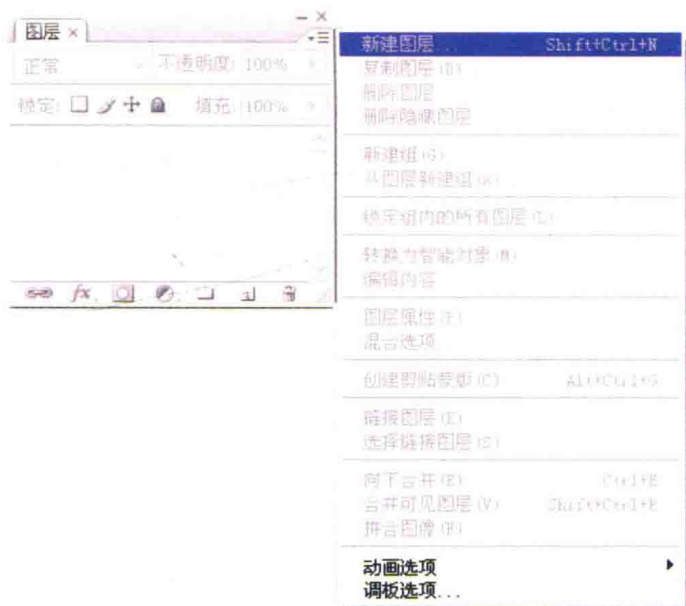 图层 ×
正常 不透明度: 100%
锁定: 填充: 100%
fx
新建图层... Shift+Ctrl+N
复制图层(D)...
删除图层
删除隐藏图层
新建组(G)...
从图层新建组(A)...
锁定组内的所有图层(L)...
转换为智能对象(M)
编辑内容
图层属性(P)...
混合选项...
创建剪贴蒙版(C) Alt+Ctrl+G
链接图层(K)
选择链接图层(S)
向下合并(E) Ctrl+E
合并可见图层(V) Shift+Ctrl+E
拼合图像(F)
动画选项
调板选项...